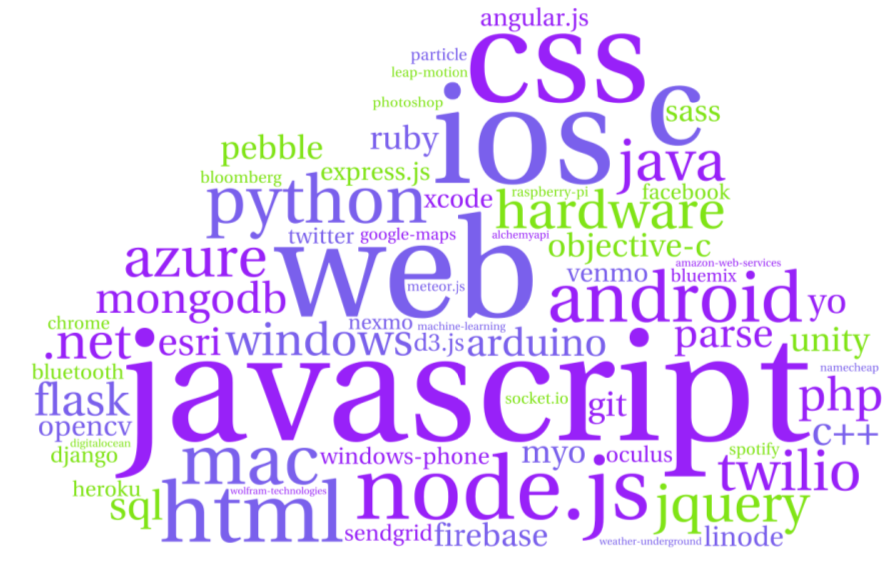 angular.js
css
particle
leap-motion
ios
c
photoshop
sass
ruby
pebble
java
express.js
bloomberg
python
xcode
raspberry-pi
facebook
hardware
twitter
google-maps
alchemyapi
web
objective-c
azure
amazon-web-services
venmo
bluemix
meteor.js
mongodb
android
yo
chrome
nexmo
machine-learning
.net
esri
windows
d3.js
arduino
parse
unity
javascript
bluetooth
namecheap
flask
socket.io
git
php
opencv
c++
digitalocean
django
mac
windows-phone
myo
oculus
spotify
twilio
heroku
wolfram-technologies
sql
html
node.js
jquery
sendgrid
firebase
weather-underground
linode